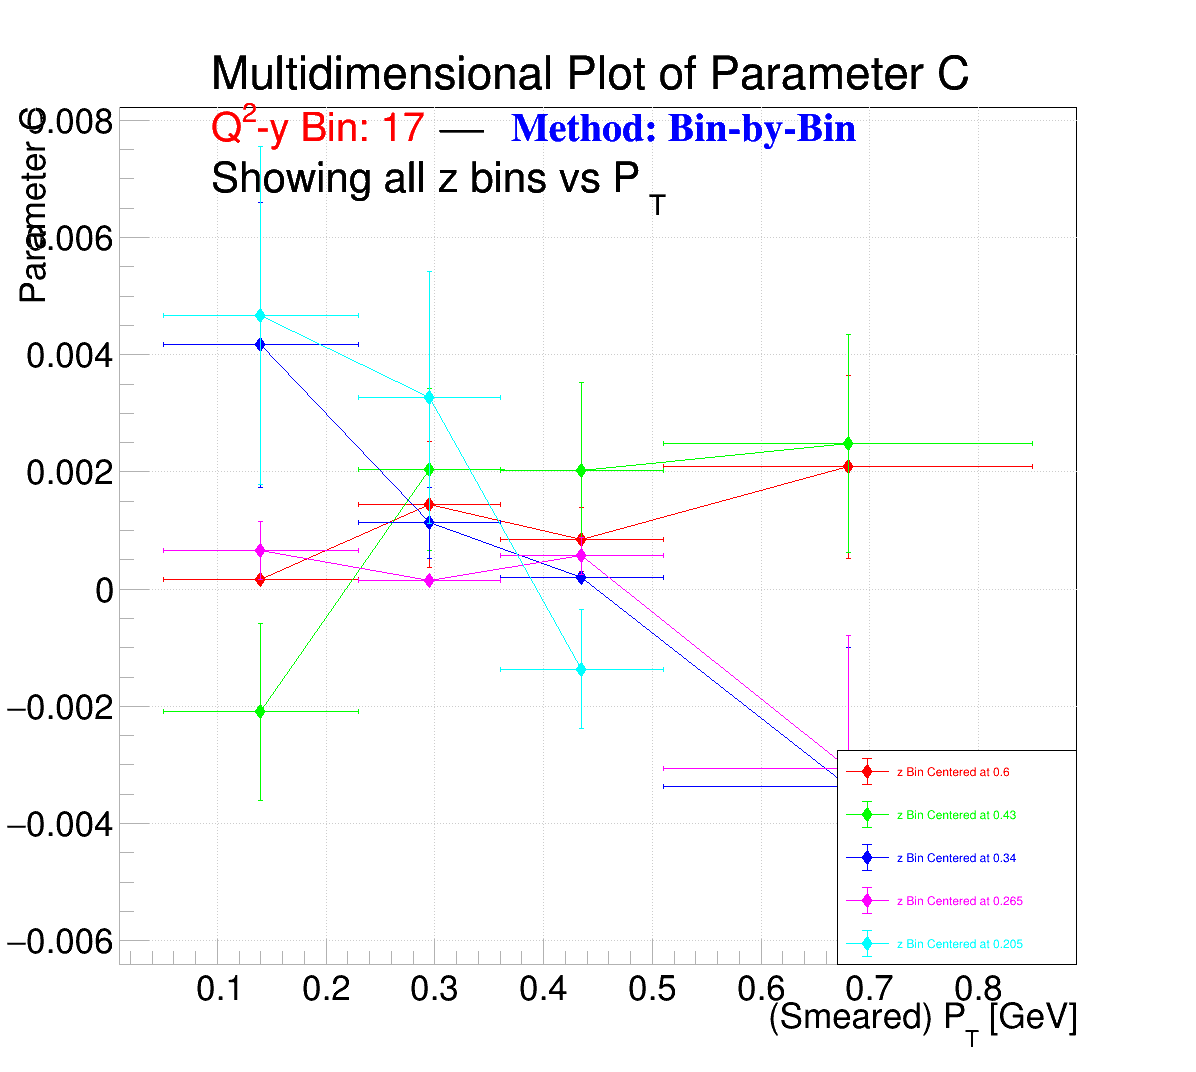 Multidimensional Plot of Parameter C
Q²-y Bin: 17 — Method: Bin-by-Bin
Showing all z bins vs P_T
Parameter C
0.008
0.006
0.004
0.002
0
−0.002
−0.004
−0.006
z Bin Centered at 0.6
z Bin Centered at 0.43
z Bin Centered at 0.34
z Bin Centered at 0.265
z Bin Centered at 0.205
0.1 0.2 0.3 0.4 0.5 0.6 0.7 0.8
(Smeared) P_T [GeV]